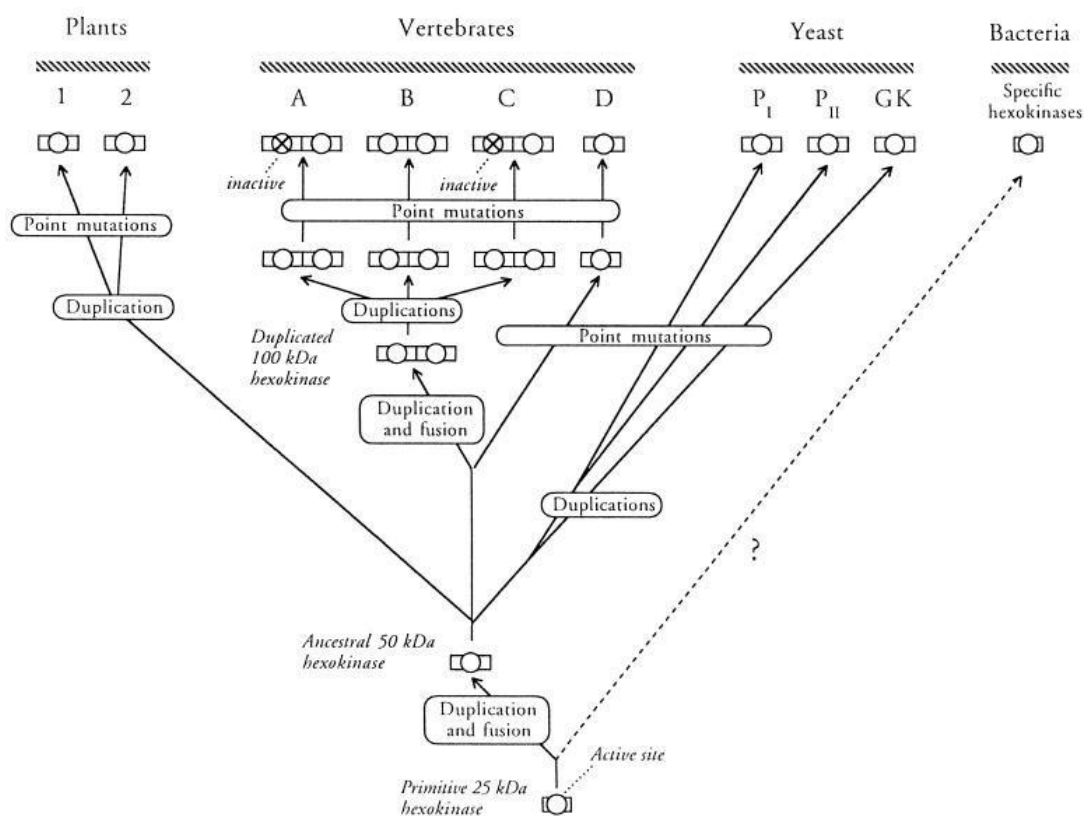 Plants
Vertebrates
Yeast
Bacteria
1 2
A B C D
P_I P_II GK
Specific
hexokinases
inactive
inactive
Point mutations
Point mutations
Duplication
Duplications
Duplicated
100 kDa
hexokinase
Point mutations
Duplication
and fusion
Duplications
?
Ancestral 50 kDa
hexokinase
Duplication
and fusion
Active site
Primitive 25 kDa
hexokinase